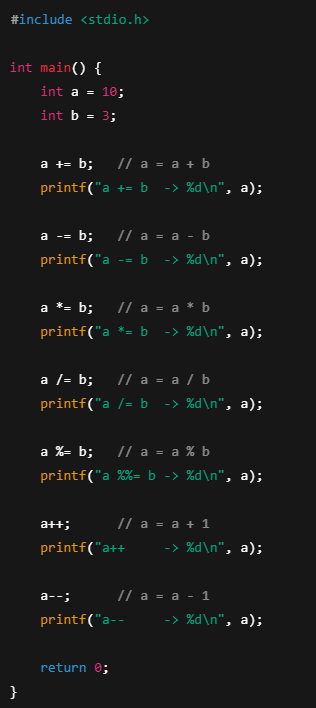 #include <stdio.h>

int main() {
    int a = 10;
    int b = 3;

    a += b;   // a = a + b
    printf("a += b  -> %d\n", a);

    a -= b;   // a = a - b
    printf("a -= b  -> %d\n", a);

    a *= b;   // a = a * b
    printf("a *= b  -> %d\n", a);

    a /= b;   // a = a / b
    printf("a /= b  -> %d\n", a);

    a %= b;   // a = a % b
    printf("a %%= b -> %d\n", a);

    a++;      // a = a + 1
    printf("a++     -> %d\n", a);

    a--;      // a = a - 1
    printf("a--     -> %d\n", a);

    return 0;
}